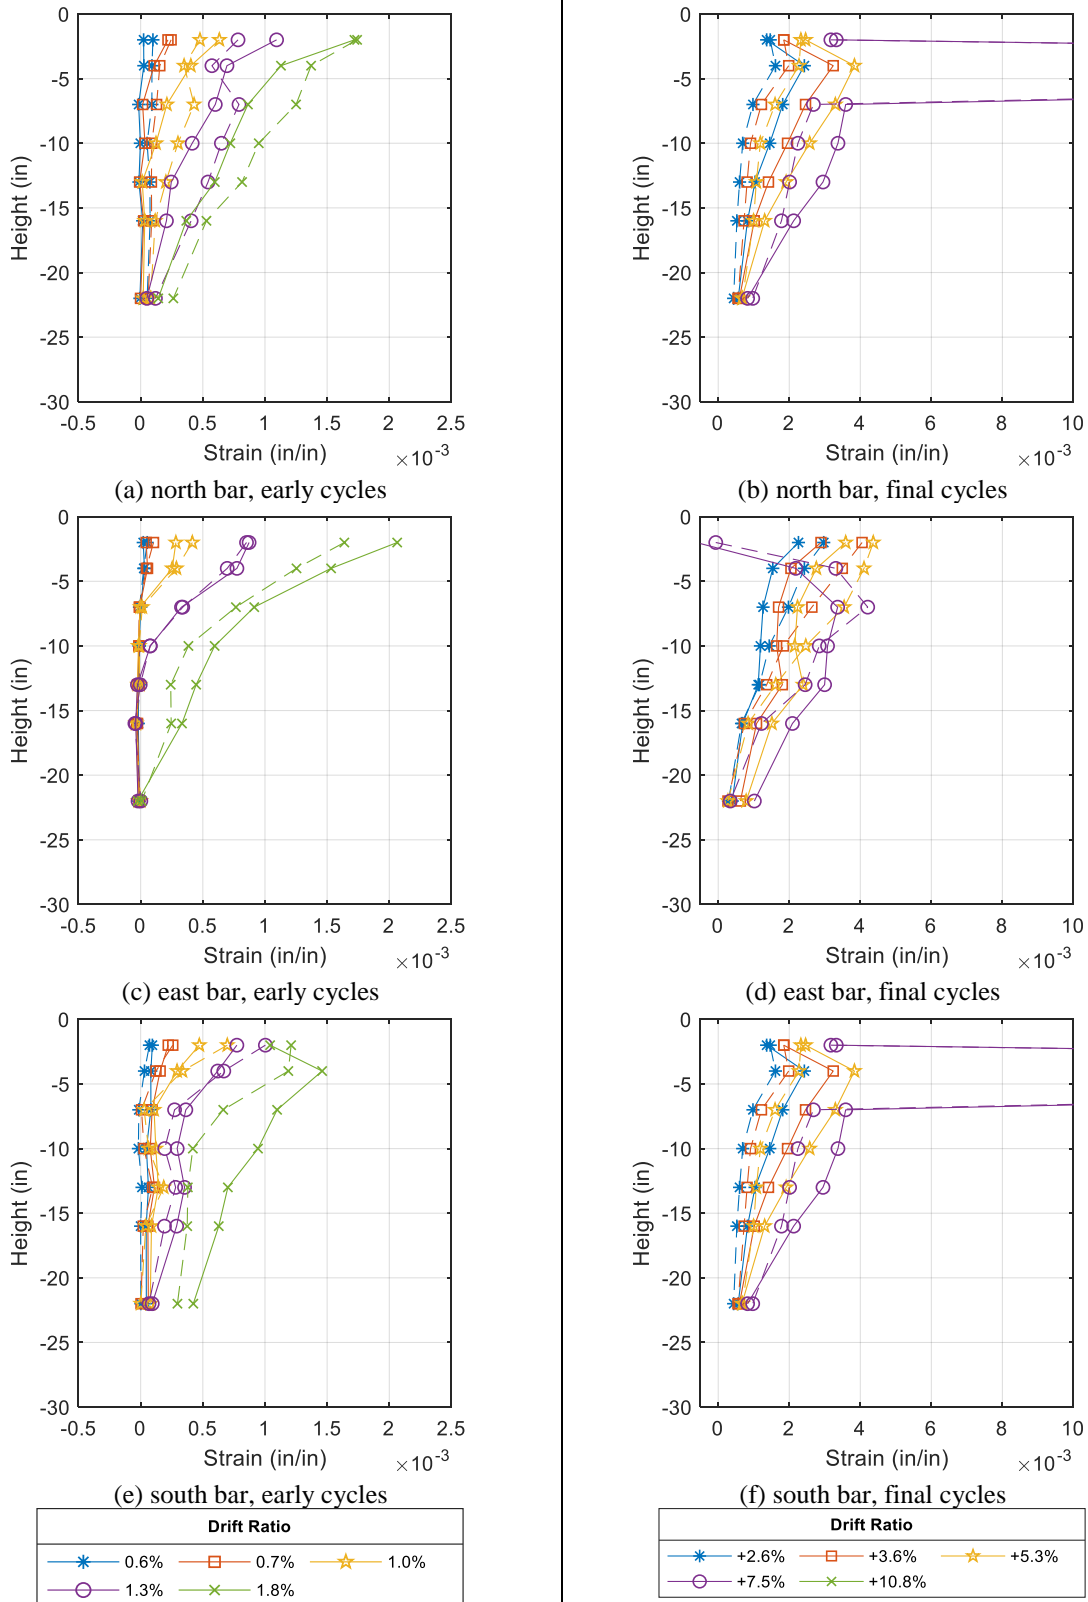 0
-5
-10
-15
-20
-25
-30
Height (in)
-0.5 0 0.5 1 1.5 2 2.5
Strain (in/in) ×10-3
(a) north bar, early cycles
0
-5
-10
-15
-20
-25
-30
Height (in)
0 2 4 6 8 10
Strain (in/in) ×10-3
(b) north bar, final cycles
0
-5
-10
-15
-20
-25
-30
Height (in)
-0.5 0 0.5 1 1.5 2 2.5
Strain (in/in) ×10-3
(c) east bar, early cycles
0
-5
-10
-15
-20
-25
-30
Height (in)
0 2 4 6 8 10
Strain (in/in) ×10-3
(d) east bar, final cycles
0
-5
-10
-15
-20
-25
-30
Height (in)
-0.5 0 0.5 1 1.5 2 2.5
Strain (in/in) ×10-3
(e) south bar, early cycles
0
-5
-10
-15
-20
-25
-30
Height (in)
0 2 4 6 8 10
Strain (in/in) ×10-3
(f) south bar, final cycles
Drift Ratio
0.6% 0.7% 1.0%
1.3% 1.8%
Drift Ratio
+2.6% +3.6% +5.3%
+7.5% +10.8%